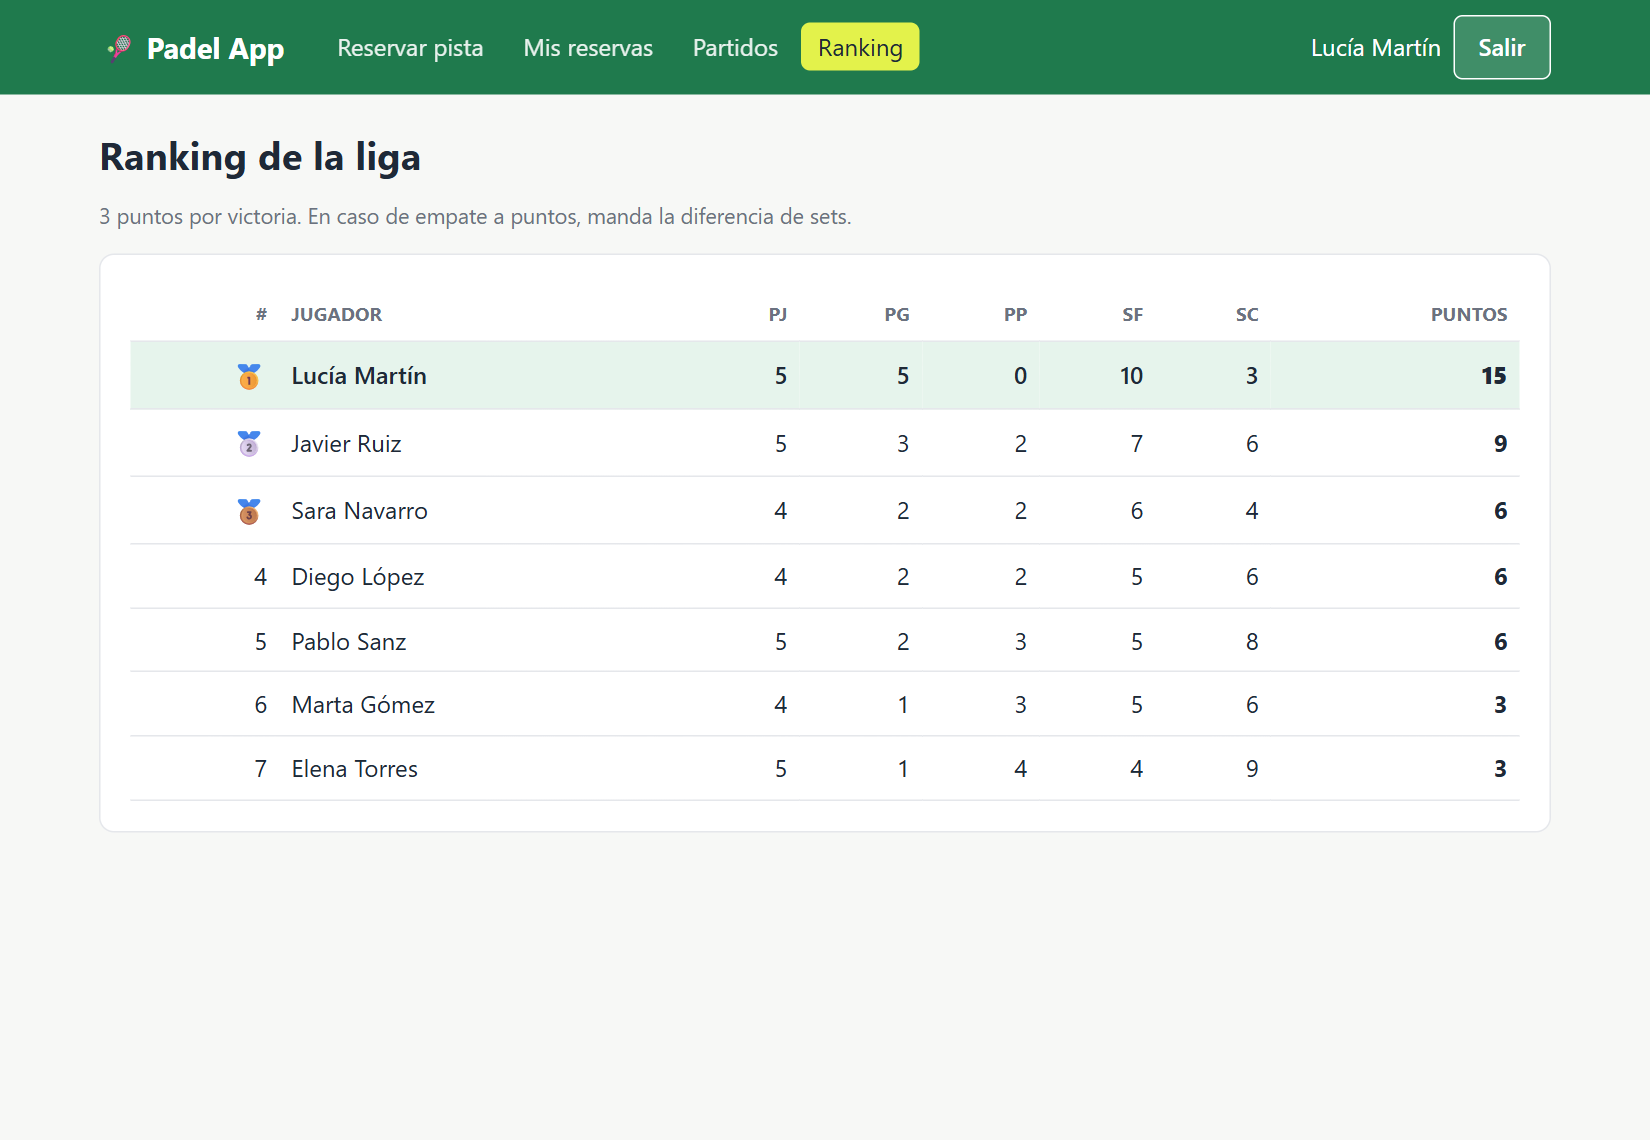 Padel App Reservar pista Mis reservas Partidos Ranking Lucía Martín Salir
Ranking de la liga
3 puntos por victoria. En caso de empate a puntos, manda la diferencia de sets.
# JUGADOR PJ PG PP SF SC PUNTOS
1 Lucía Martín 5 5 0 10 3 15
2 Javier Ruiz 5 3 2 7 6 9
3 Sara Navarro 4 2 2 6 4 6
4 Diego López 4 2 2 5 6 6
5 Pablo Sanz 5 2 3 5 8 6
6 Marta Gómez 4 1 3 5 6 3
7 Elena Torres 5 1 4 4 9 3